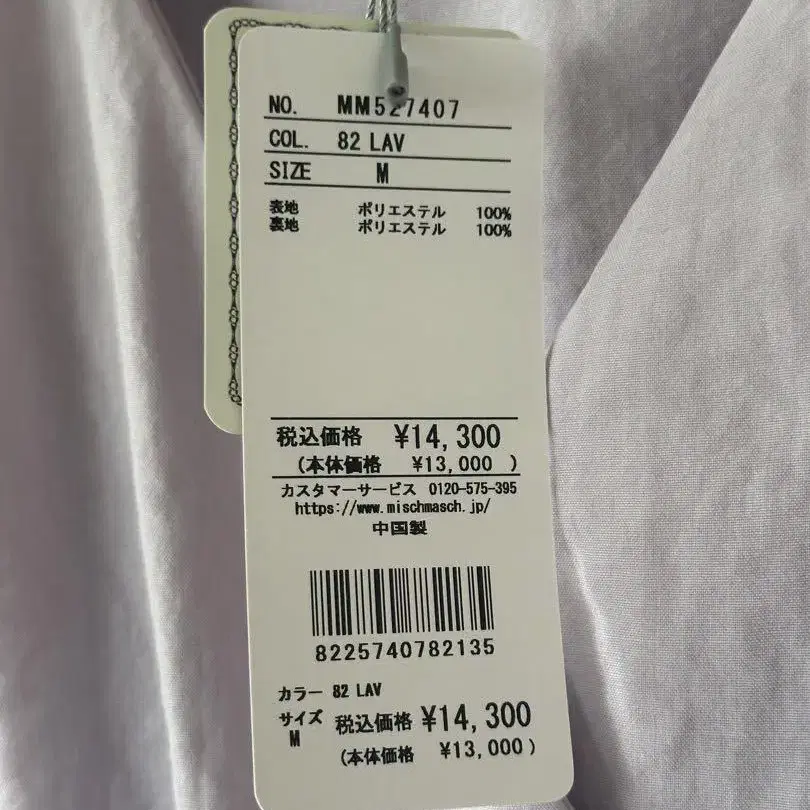 NO. MM527407
COL. 82 LAV
SIZE M
表地 ポリエステル 100%
裏地 ポリエステル 100%
税込価格 ¥14,300
(本体価格 ¥13,000 )
カスタマーサービス 0120-575-395
https://www.mischmasch.jp/
中国製
8225740782135
カラー 82 LAV
サイズ 税込価格 ¥14,300
M (本体価格 ¥13,000 )